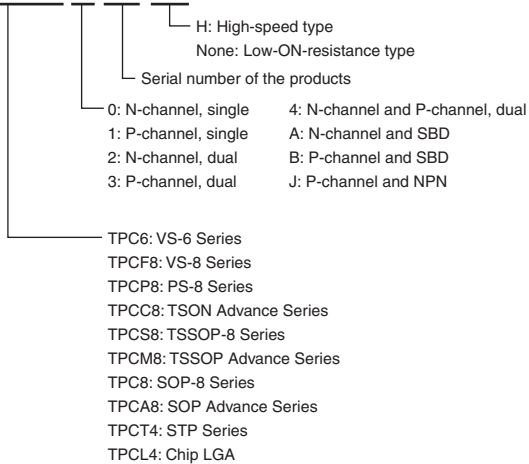 H: High-speed type
None: Low-ON-resistance type
Serial number of the products
0: N-channel, single 4: N-channel and P-channel, dual
1: P-channel, single A: N-channel and SBD
2: N-channel, dual B: P-channel and SBD
3: P-channel, dual J: P-channel and NPN
TPC6: VS-6 Series
TPCF8: VS-8 Series
TPCP8: PS-8 Series
TPCC8: TSON Advance Series
TPCS8: TSSOP-8 Series
TPCM8: TSSOP Advance Series
TPC8: SOP-8 Series
TPCA8: SOP Advance Series
TPCT4: STP Series
TPCL4: Chip LGA